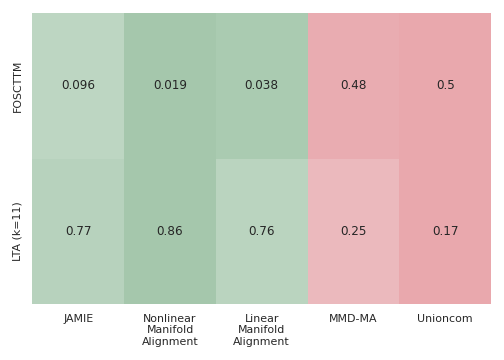 FOSCTTM
0.096 0.019 0.038 0.48 0.5
LTA (k=11)
0.77 0.86 0.76 0.25 0.17
JAMIE
Nonlinear
Manifold
Alignment
Linear
Manifold
Alignment
MMD-MA
Unioncom